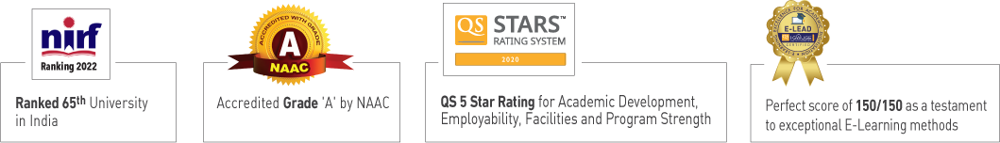 nirf
Ranking 2022
Ranked 65th University
in India
ACCREDITED WITH GRADE
A
NAAC
Accredited Grade 'A' by NAAC
QS STARS™
RATING SYSTEM
2020
QS 5 Star Rating for Academic Development,
Employability, Facilities and Program Strength
E-LEAD
CERTIFIED
Perfect score of 150/150 as a testament
to exceptional E-Learning methods